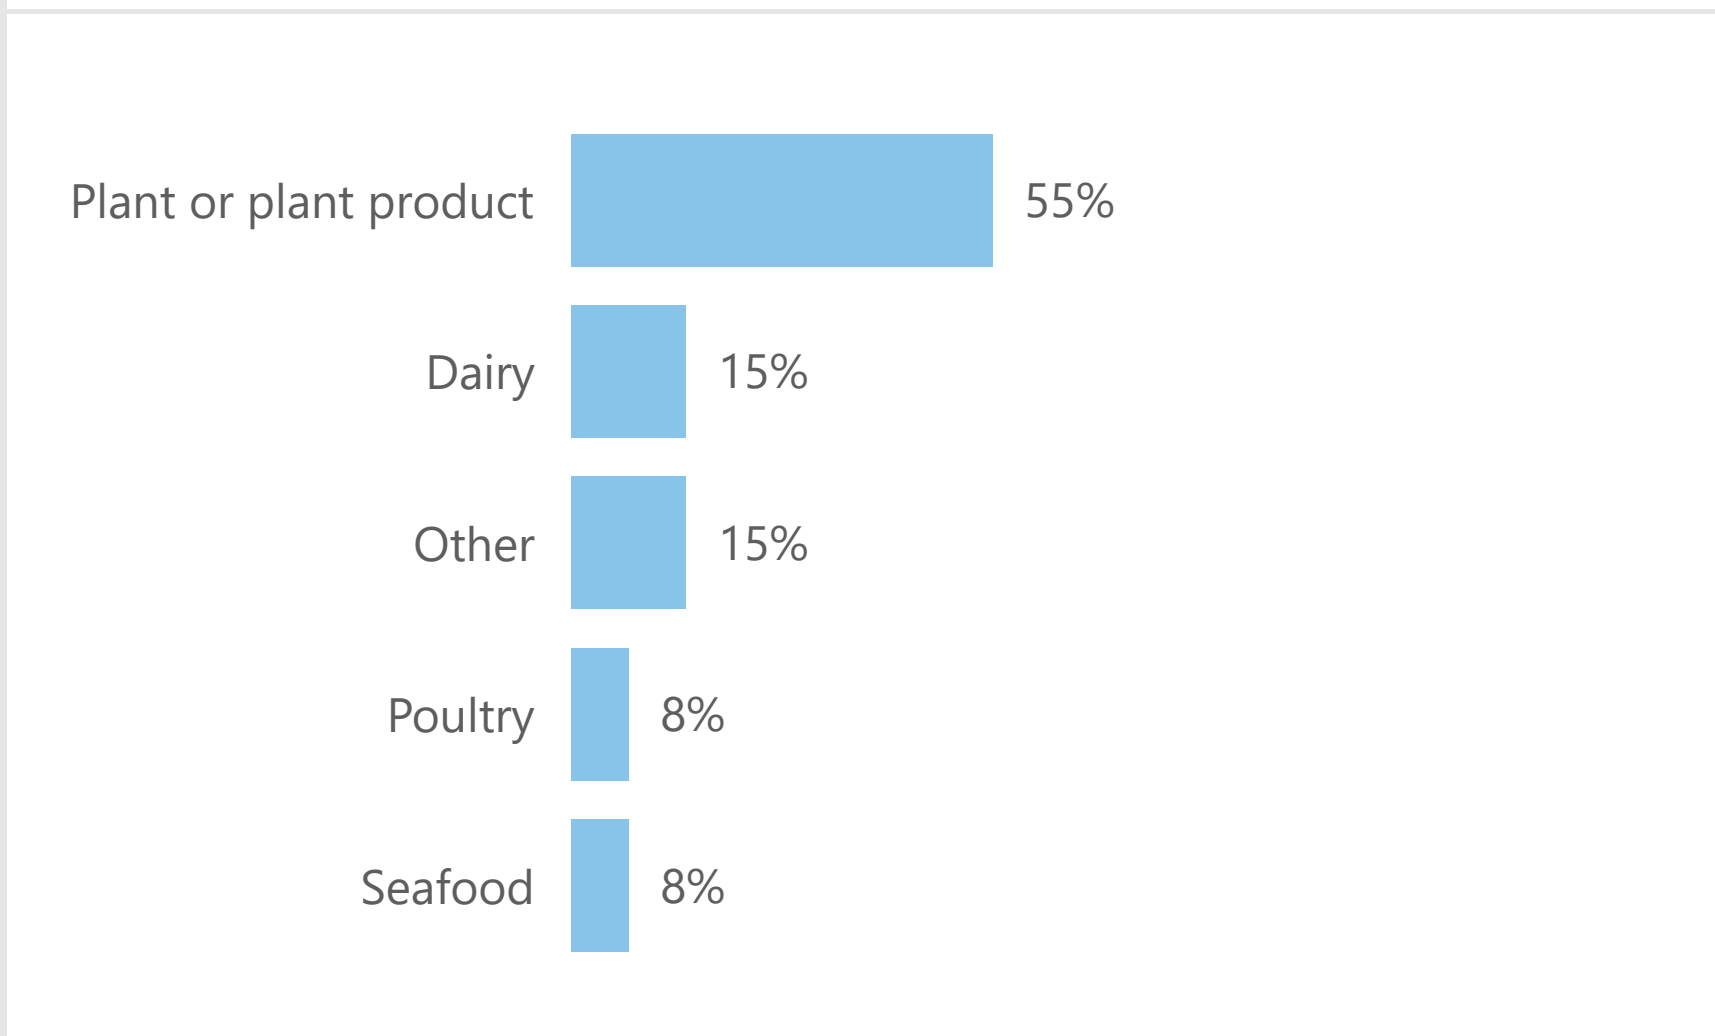 Plant or plant product 55%
Dairy 15%
Other 15%
Poultry 8%
Seafood 8%